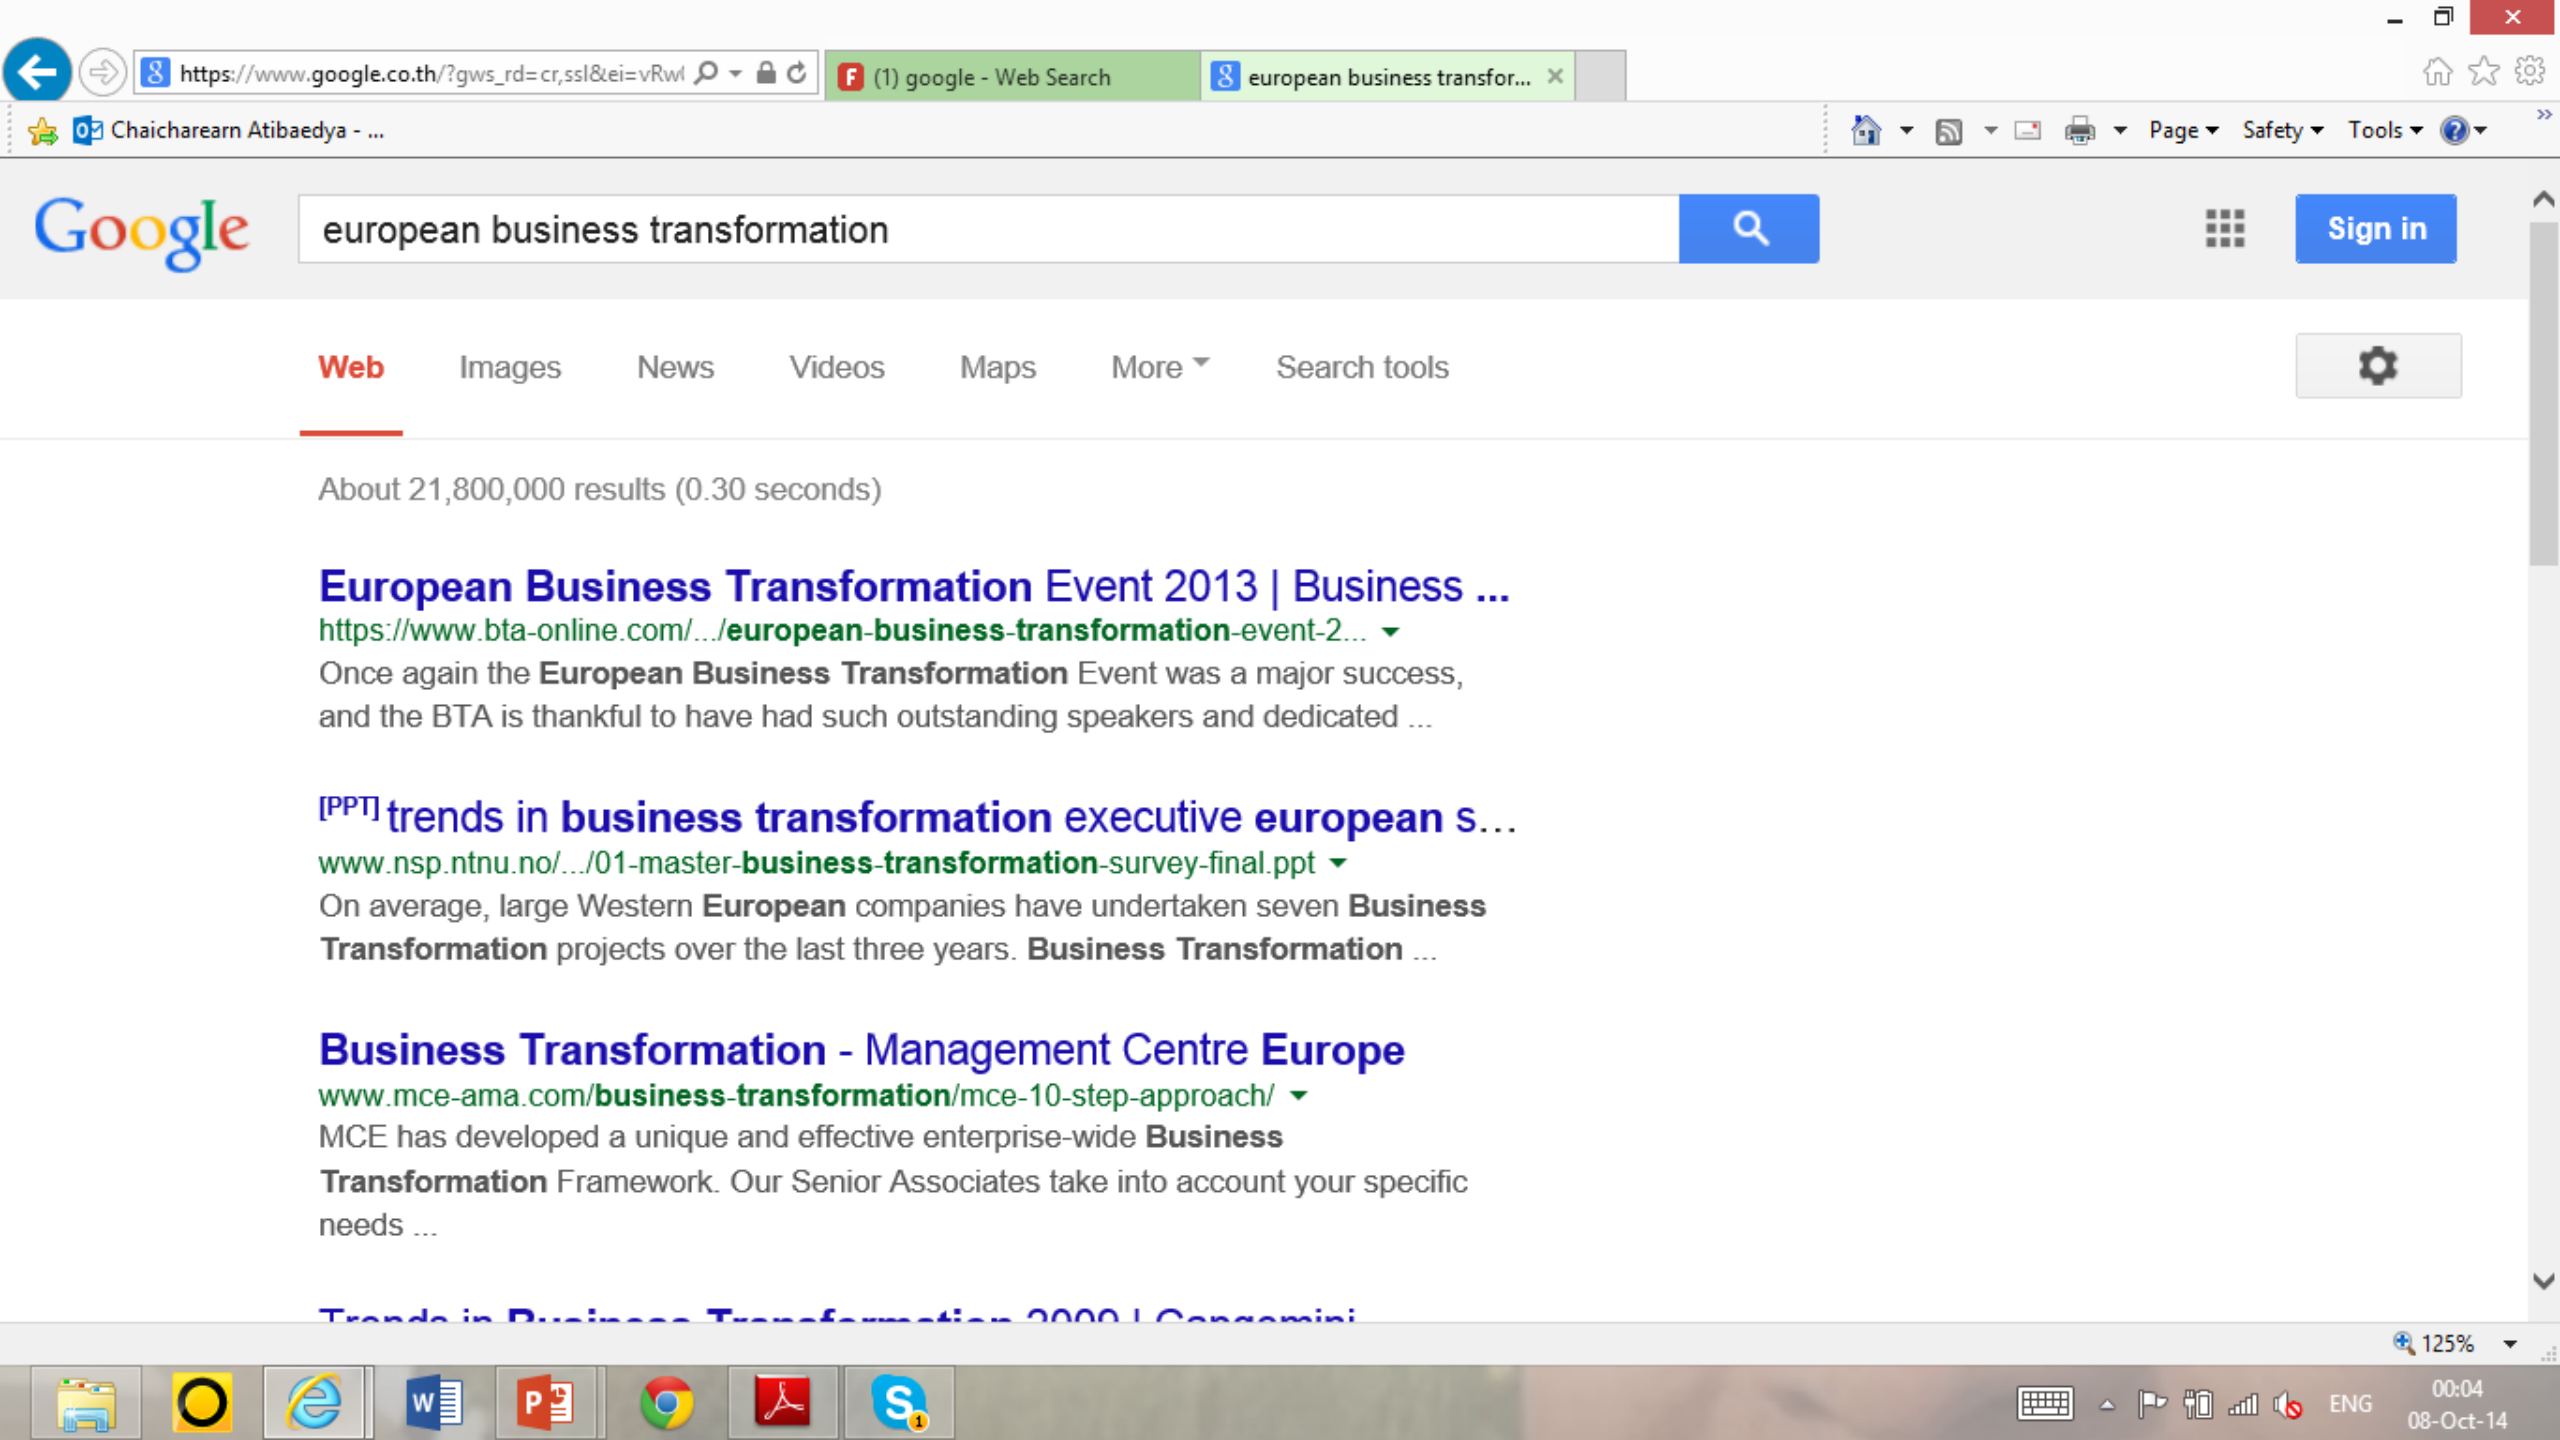 https://www.google.co.th/?gws_rd=cr,ssl&ei=vRwl
(1) google - Web Search
european business transfor...
Chaicharearn Atibaedya - ...
Page
Safety
Tools
Google
european business transformation
Sign in
Web
Images
News
Videos
Maps
More
Search tools
About 21,800,000 results (0.30 seconds)
European Business Transformation Event 2013 | Business ...
https://www.bta-online.com/.../european-business-transformation-event-2...
Once again the European Business Transformation Event was a major success,
and the BTA is thankful to have had such outstanding speakers and dedicated ...
[PPT] trends in business transformation executive european s...
www.nsp.ntnu.no/.../01-master-business-transformation-survey-final.ppt
On average, large Western European companies have undertaken seven Business
Transformation projects over the last three years. Business Transformation ...
Business Transformation - Management Centre Europe
www.mce-ama.com/business-transformation/mce-10-step-approach/
MCE has developed a unique and effective enterprise-wide Business
Transformation Framework. Our Senior Associates take into account your specific
needs ...
Trends in Business Transformation 2009 | Capgemini
125%
ENG
00:04
08-Oct-14